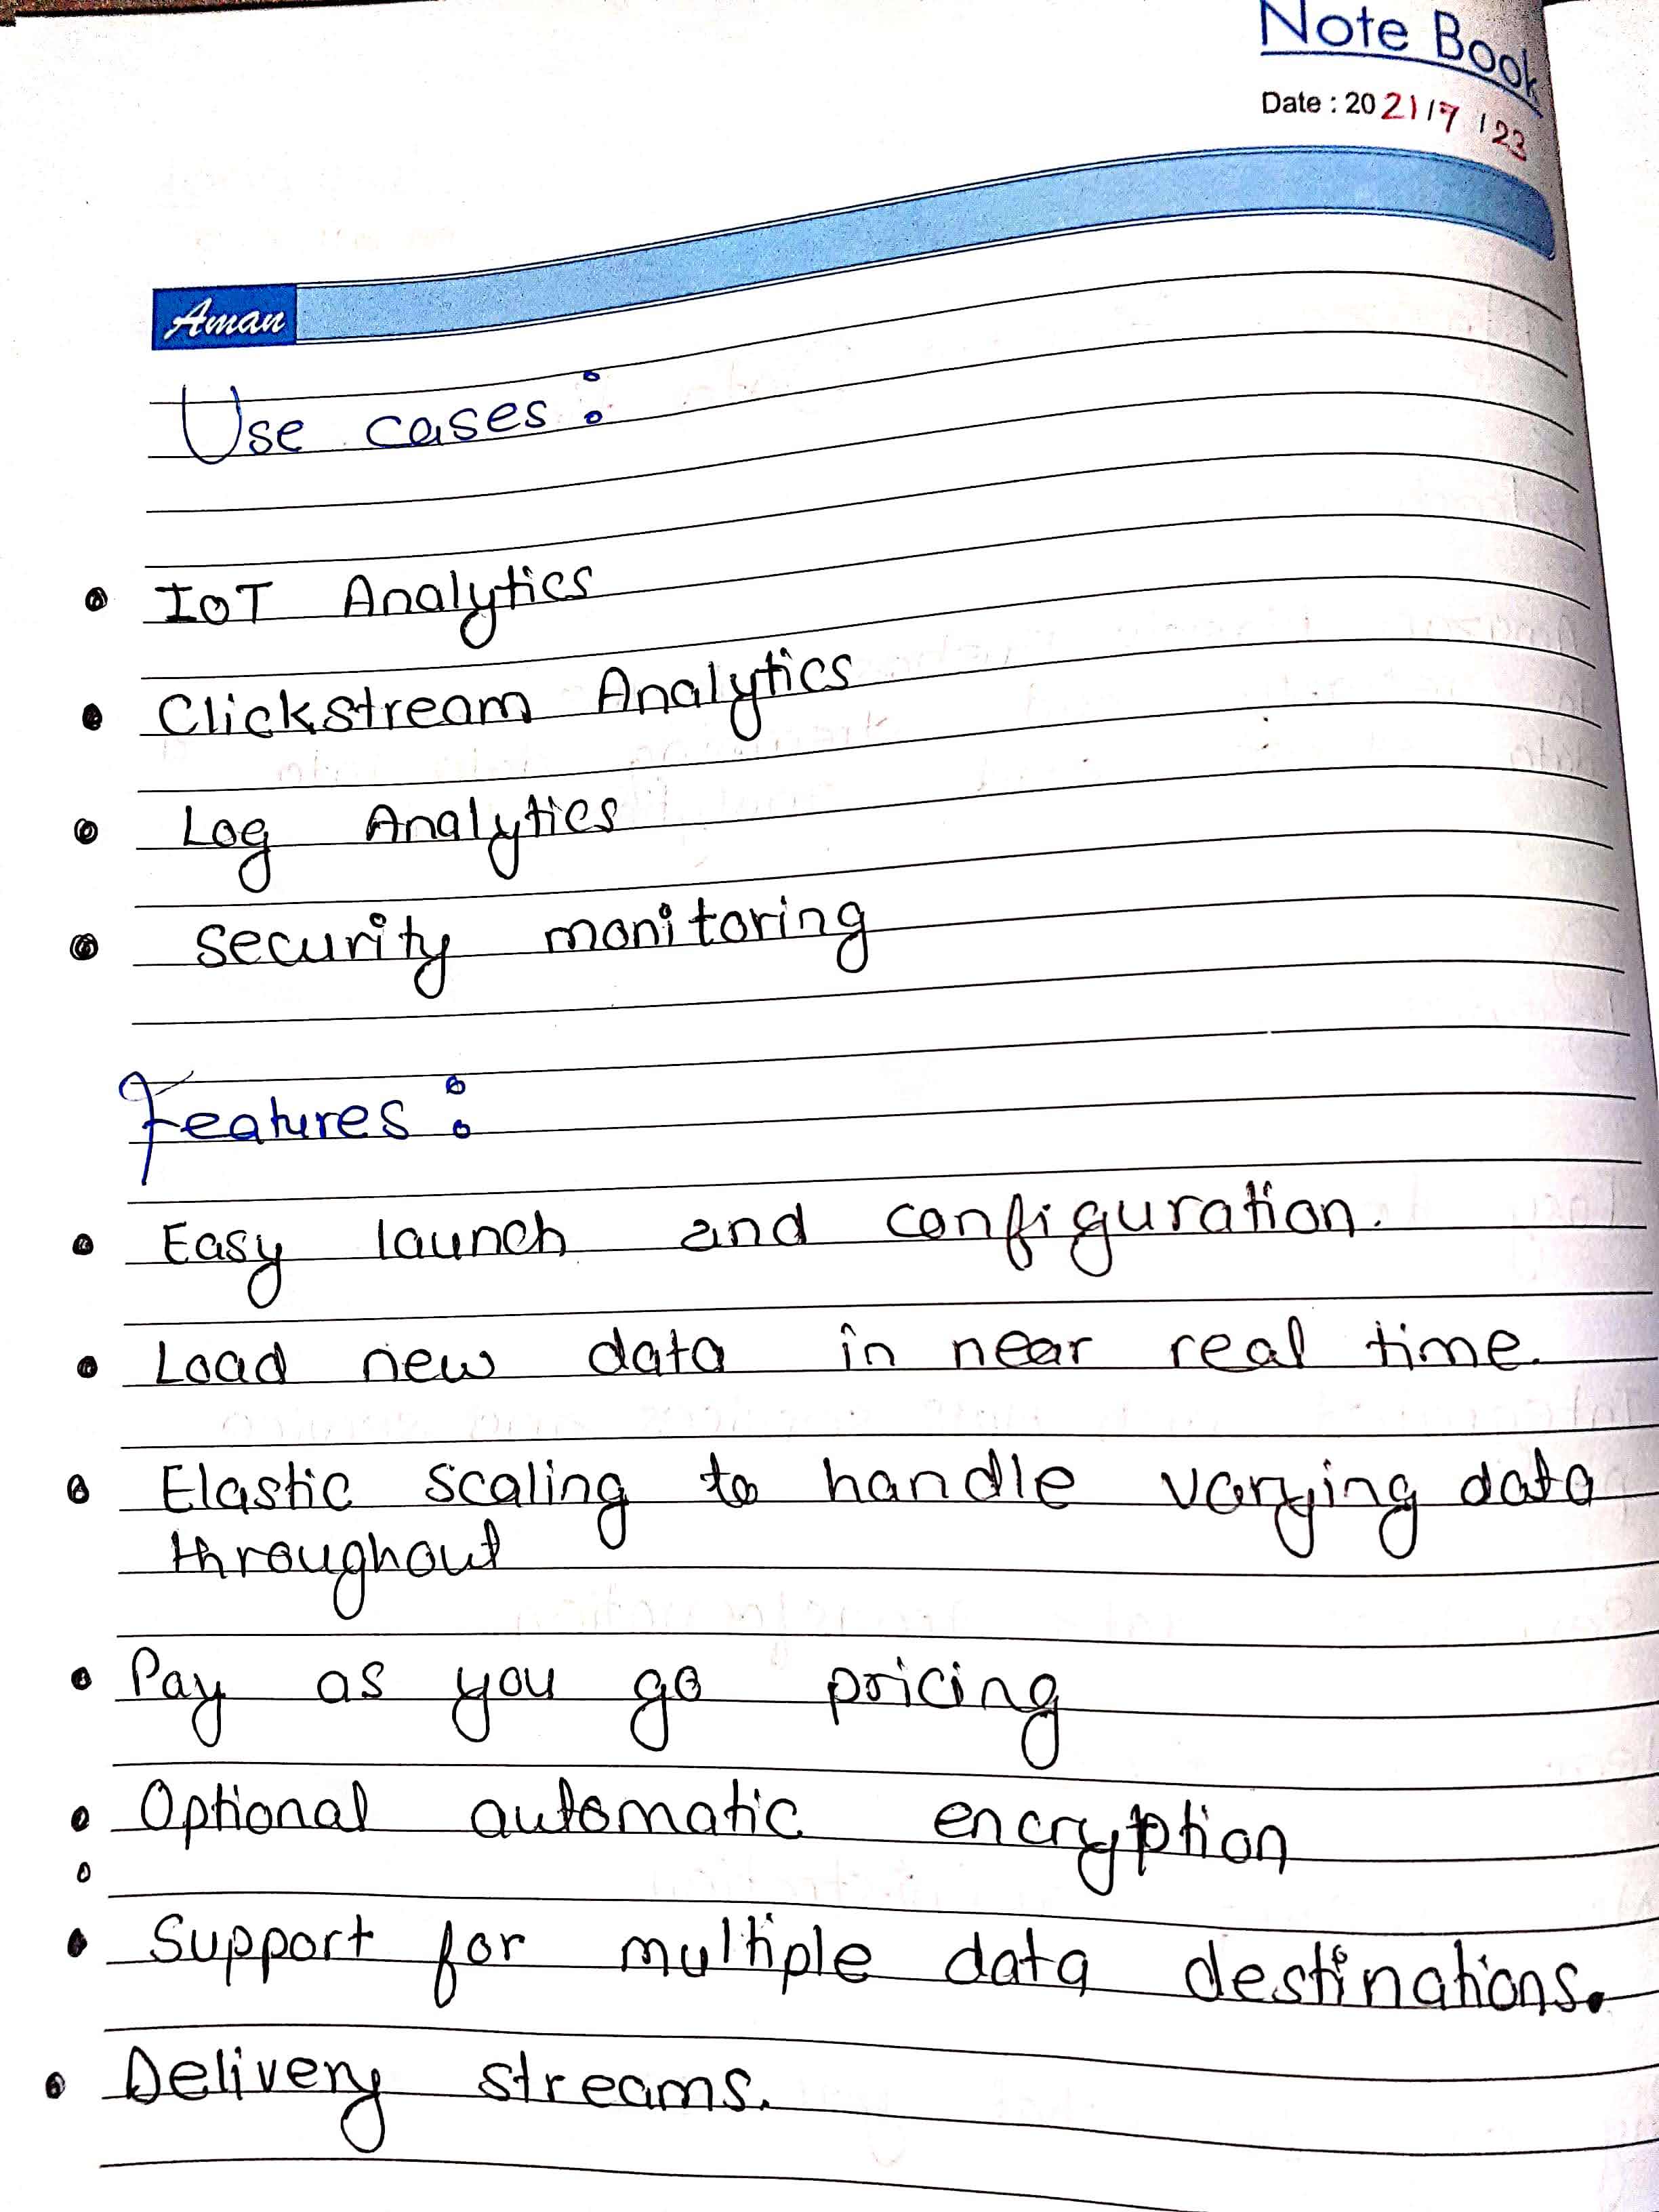 Note Book
Date : 2021/7/23
Aman
Use cases:
• IoT Analytics
• Clickstream Analytics
• Log Analytics
• security monitoring
Features:
• Easy launch and configuration.
• Load new data in near real time.
• Elastic scaling to handle varying data
throughout
• Pay as you go pricing
• Optional automatic encryption
• Support for multiple data destinations.
• Delivery streams.